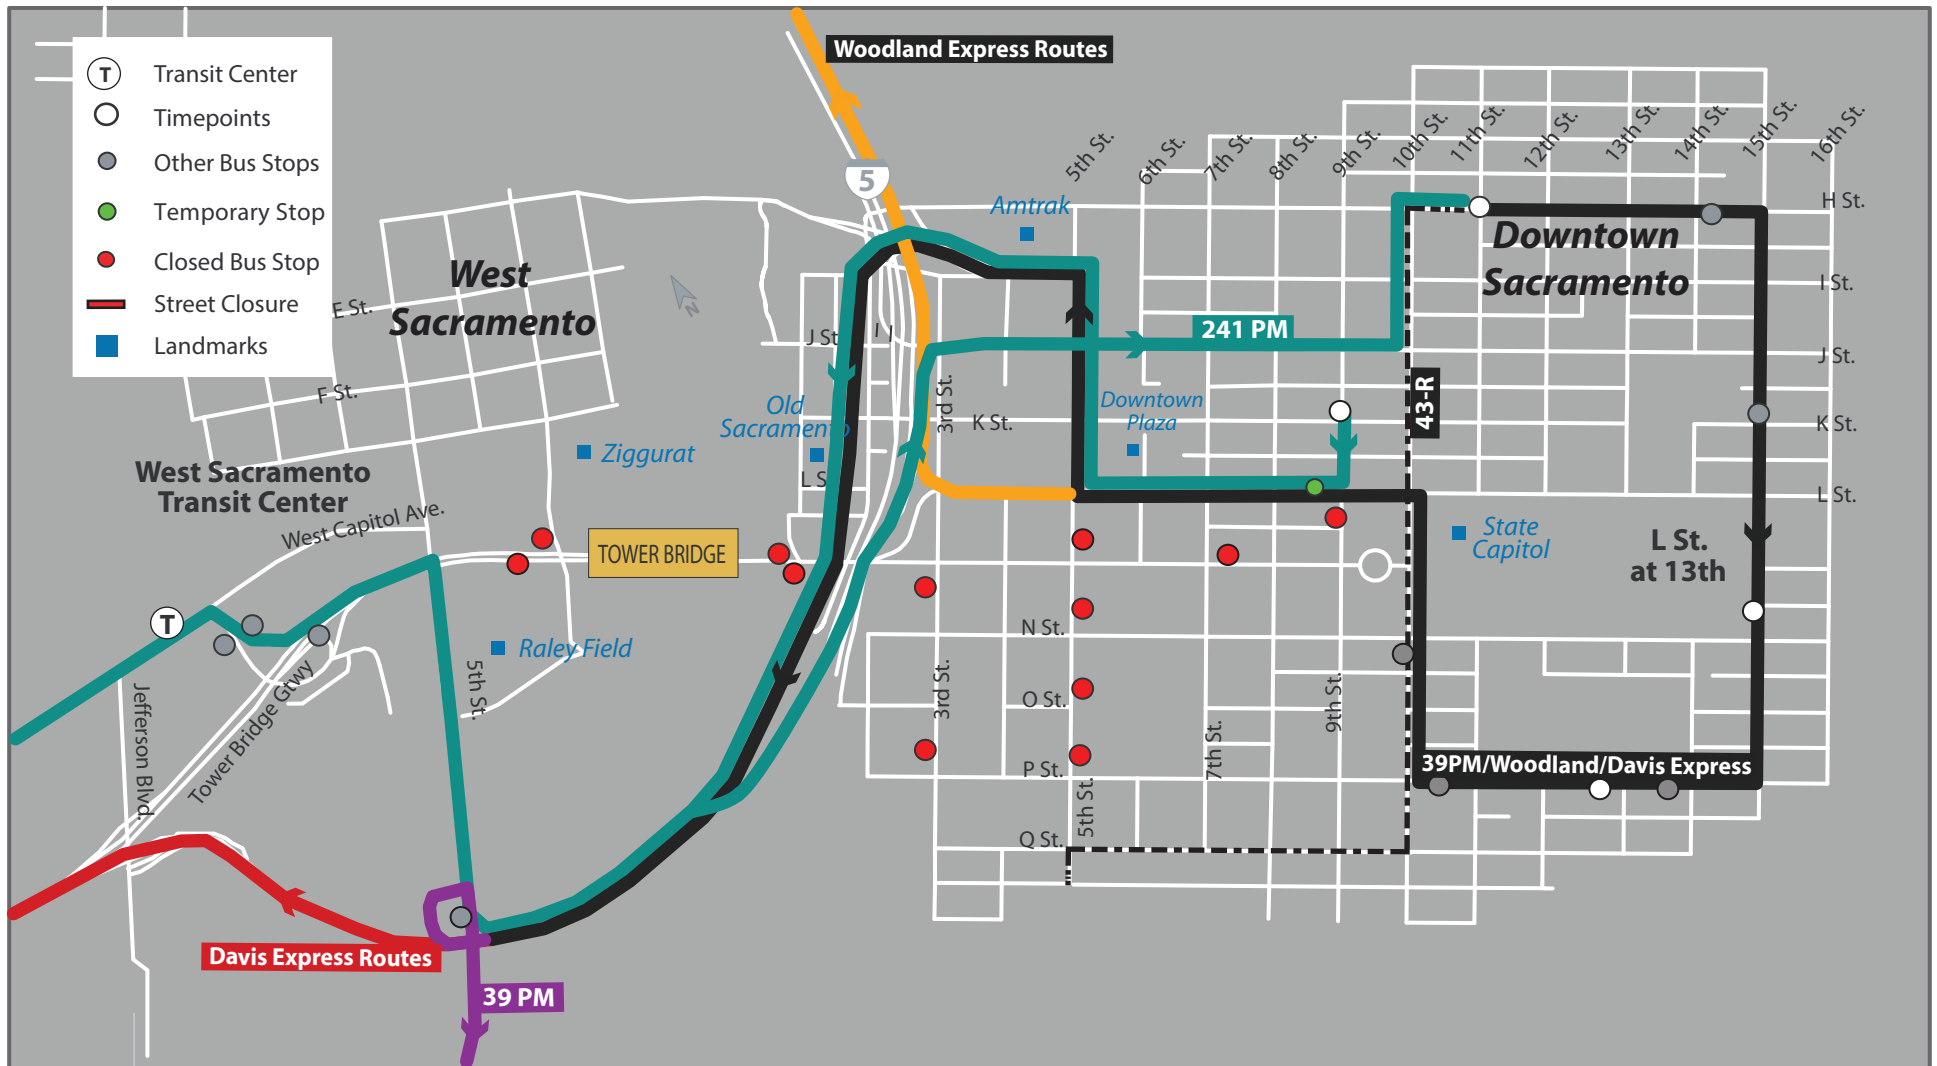 T Transit Center
Timepoints
Other Bus Stops
Temporary Stop
Closed Bus Stop
Street Closure
Landmarks
Woodland Express Routes
5
5th St.
6th St.
7th St.
8th St.
9th St.
10th St.
11th St.
12th St.
13th St.
14th St.
15th St.
16th St.
Amtrak
H St.
Downtown
Sacramento
West
Sacramento
N
E St.
F St.
I St.
J St
241 PM
J St.
43-R
Old
Sacramento
3rd St.
K St.
Downtown
Plaza
K St.
Ziggurat
West Sacramento
Transit Center
L S
L St.
West Capitol Ave.
TOWER BRIDGE
State
Capitol
L St.
at 13th
T
Raley Field
N St.
5th St.
Jefferson Blvd.
Tower Bridge Gtwy
3rd St.
O St.
9th St.
7th St.
P St.
39PM/Woodland/Davis Express
5th St.
Q St.
Davis Express Routes
39 PM